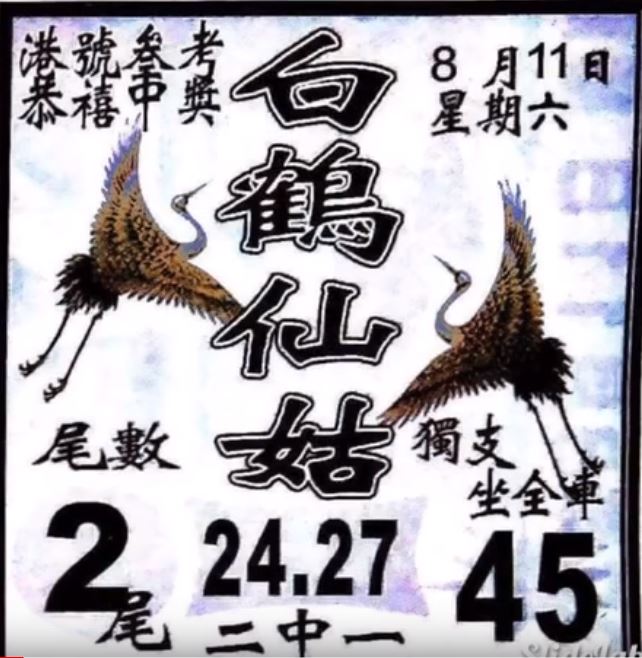 港號叄考
恭禧中獎
白鶴仙姑
8月11日
星期六
尾數
2尾
24.27
二中一
獨支
坐全車
45